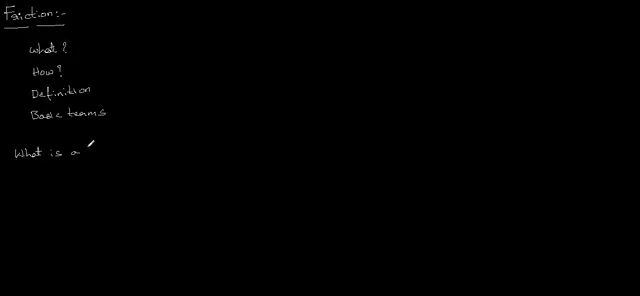 Friction:-
What?
How?
Definition
Basic terms
What is a